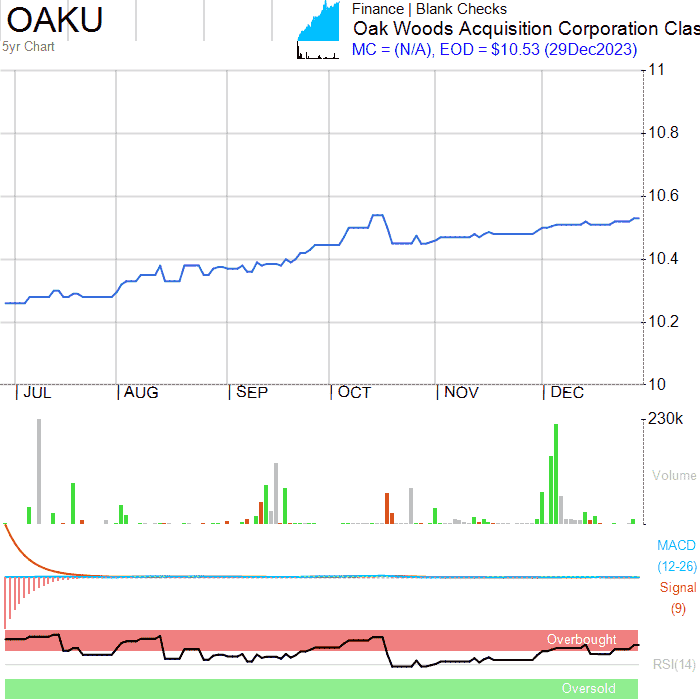 OAKU
Finance | Blank Checks
Oak Woods Acquisition Corporation Clas
5yr Chart
MC = (N/A), EOD = $10.53 (29Dec2023)
11
10.8
10.6
10.4
10.2
10
JUL AUG SEP OCT NOV DEC
230k
Volume
MACD
(12-26)
Signal
(9)
Overbought
RSI(14)
Oversold